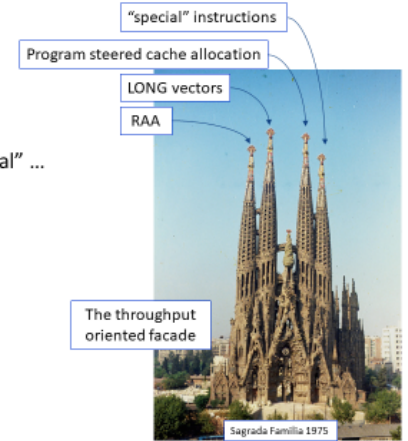 “special” instructions
Program steered cache allocation
LONG vectors
RAA
al” ...
The throughput
oriented facade
Sagrada Familia 1975